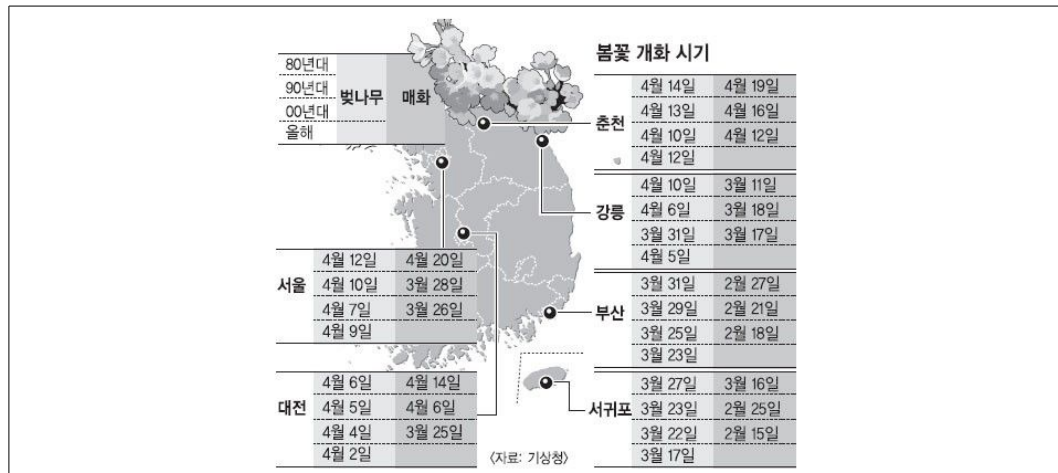 봄꽃 개화 시기
80년대
90년대
00년대
올해
벚나무 매화
춘천
4월 14일 4월 19일
4월 13일 4월 16일
4월 10일 4월 12일
4월 12일
강릉
4월 10일 3월 11일
4월 6일 3월 18일
3월 31일 3월 17일
4월 5일
서울
4월 12일 4월 20일
4월 10일 3월 28일
4월 7일 3월 26일
4월 9일
부산
3월 31일 2월 27일
3월 29일 2월 21일
3월 25일 2월 18일
3월 23일
대전
4월 6일 4월 14일
4월 5일 4월 6일
4월 4일 3월 25일
4월 2일
서귀포
3월 27일 3월 16일
3월 23일 2월 25일
3월 22일 2월 15일
3월 17일
〈자료: 기상청〉